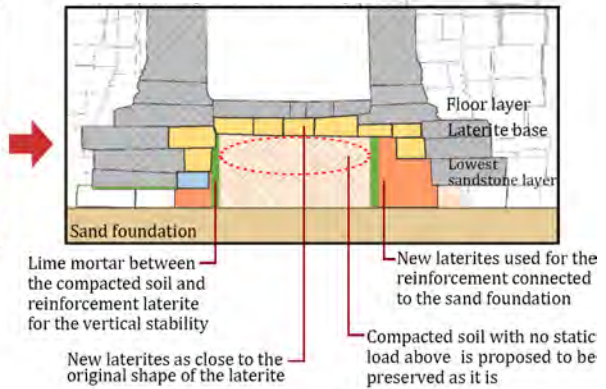 Floor layer
Laterite base
Lowest
sandstone layer
Sand foundation
Lime mortar between
the compacted soil and
reinforcement laterite
for the vertical stability
New laterites used for the
reinforcement connected
to the sand foundation
New laterites as close to the
original shape of the laterite
Compacted soil with no static
load above is proposed to be
preserved as it is